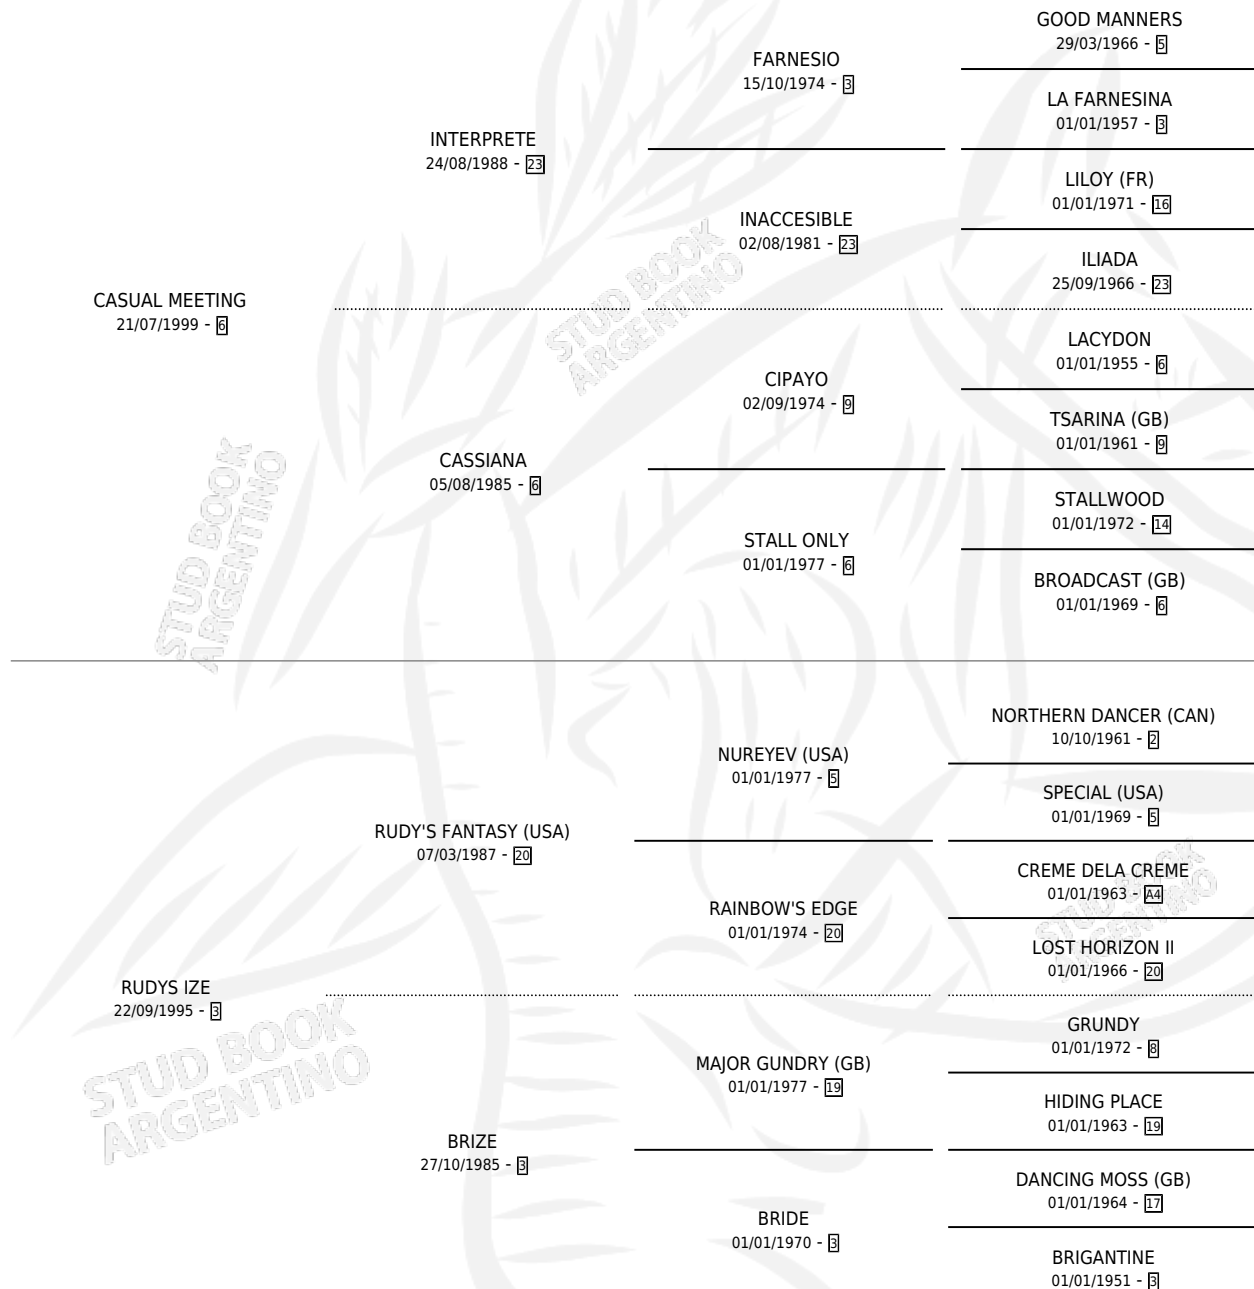 GOOD MANNERS
29/03/1966 - 5
FARNESIO
15/10/1974 - 3
LA FARNESINA
01/01/1957 - 3
INTERPRETE
24/08/1988 - 23
LILOY (FR)
01/01/1971 - 16
INACCESIBLE
02/08/1981 - 23
ILIADA
25/09/1966 - 23
CASUAL MEETING
21/07/1999 - 6
LACYDON
01/01/1955 - 6
CIPAYO
02/09/1974 - 9
TSARINA (GB)
01/01/1961 - 9
CASSIANA
05/08/1985 - 6
STALLWOOD
01/01/1972 - 14
STALL ONLY
01/01/1977 - 6
BROADCAST (GB)
01/01/1969 - 6
NORTHERN DANCER (CAN)
10/10/1961 - 2
NUREYEV (USA)
01/01/1977 - 5
SPECIAL (USA)
01/01/1969 - 5
RUDY'S FANTASY (USA)
07/03/1987 - 20
CREME DELA CREME
01/01/1963 - A4
RAINBOW'S EDGE
01/01/1974 - 20
LOST HORIZON II
01/01/1966 - 20
RUDYS IZE
22/09/1995 - 3
GRUNDY
01/01/1972 - 8
MAJOR GUNDRY (GB)
01/01/1977 - 19
HIDING PLACE
01/01/1963 - 19
BRIZE
27/10/1985 - 3
DANCING MOSS (GB)
01/01/1964 - 17
BRIDE
01/01/1970 - 3
BRIGANTINE
01/01/1951 - 3
STUD BOOK
ARGENTINO
STUD BOOK
ARGENTINO
STUD BOOK
ARGENTINO
STUD BOOK
ARGENTINO